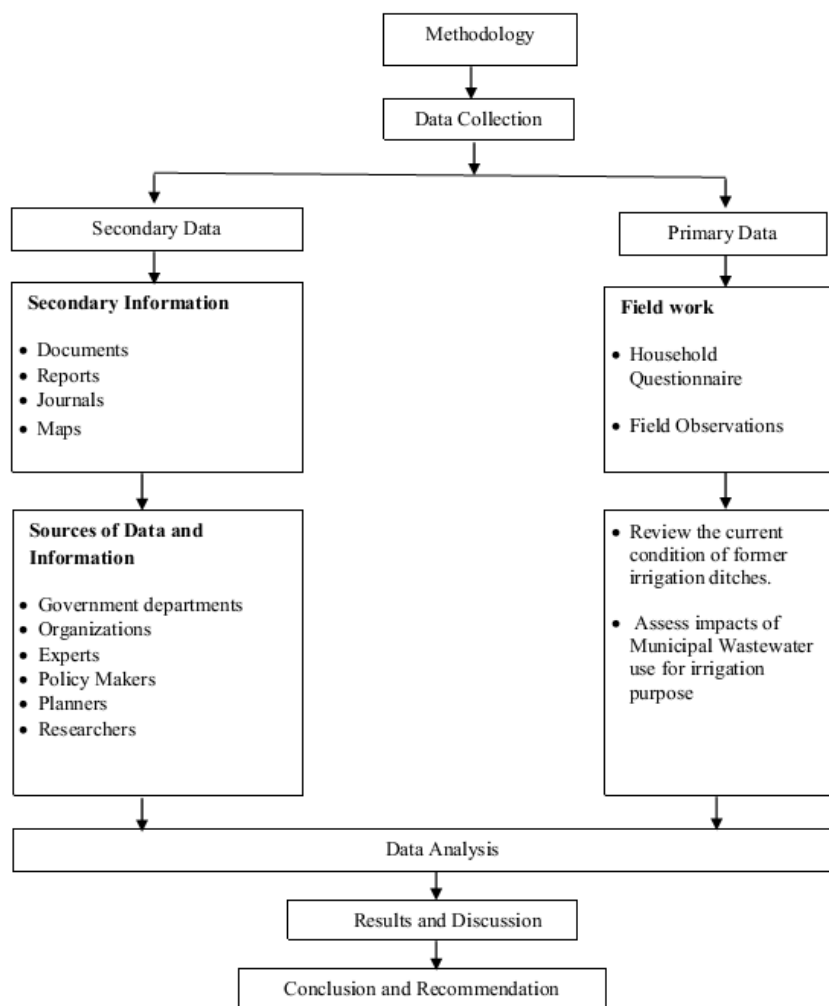 Methodology
Data Collection
Secondary Data
Primary Data
Secondary Information
• Documents
• Reports
• Journals
• Maps
Field work
• Household
Questionnaire
• Field Observations
Sources of Data and
Information
• Government departments
• Organizations
• Experts
• Policy Makers
• Planners
• Researchers
• Review the current
condition of former
irrigation ditches.
• Assess impacts of
Municipal Wastewater
use for irrigation
purpose
Data Analysis
Results and Discussion
Conclusion and Recommendation